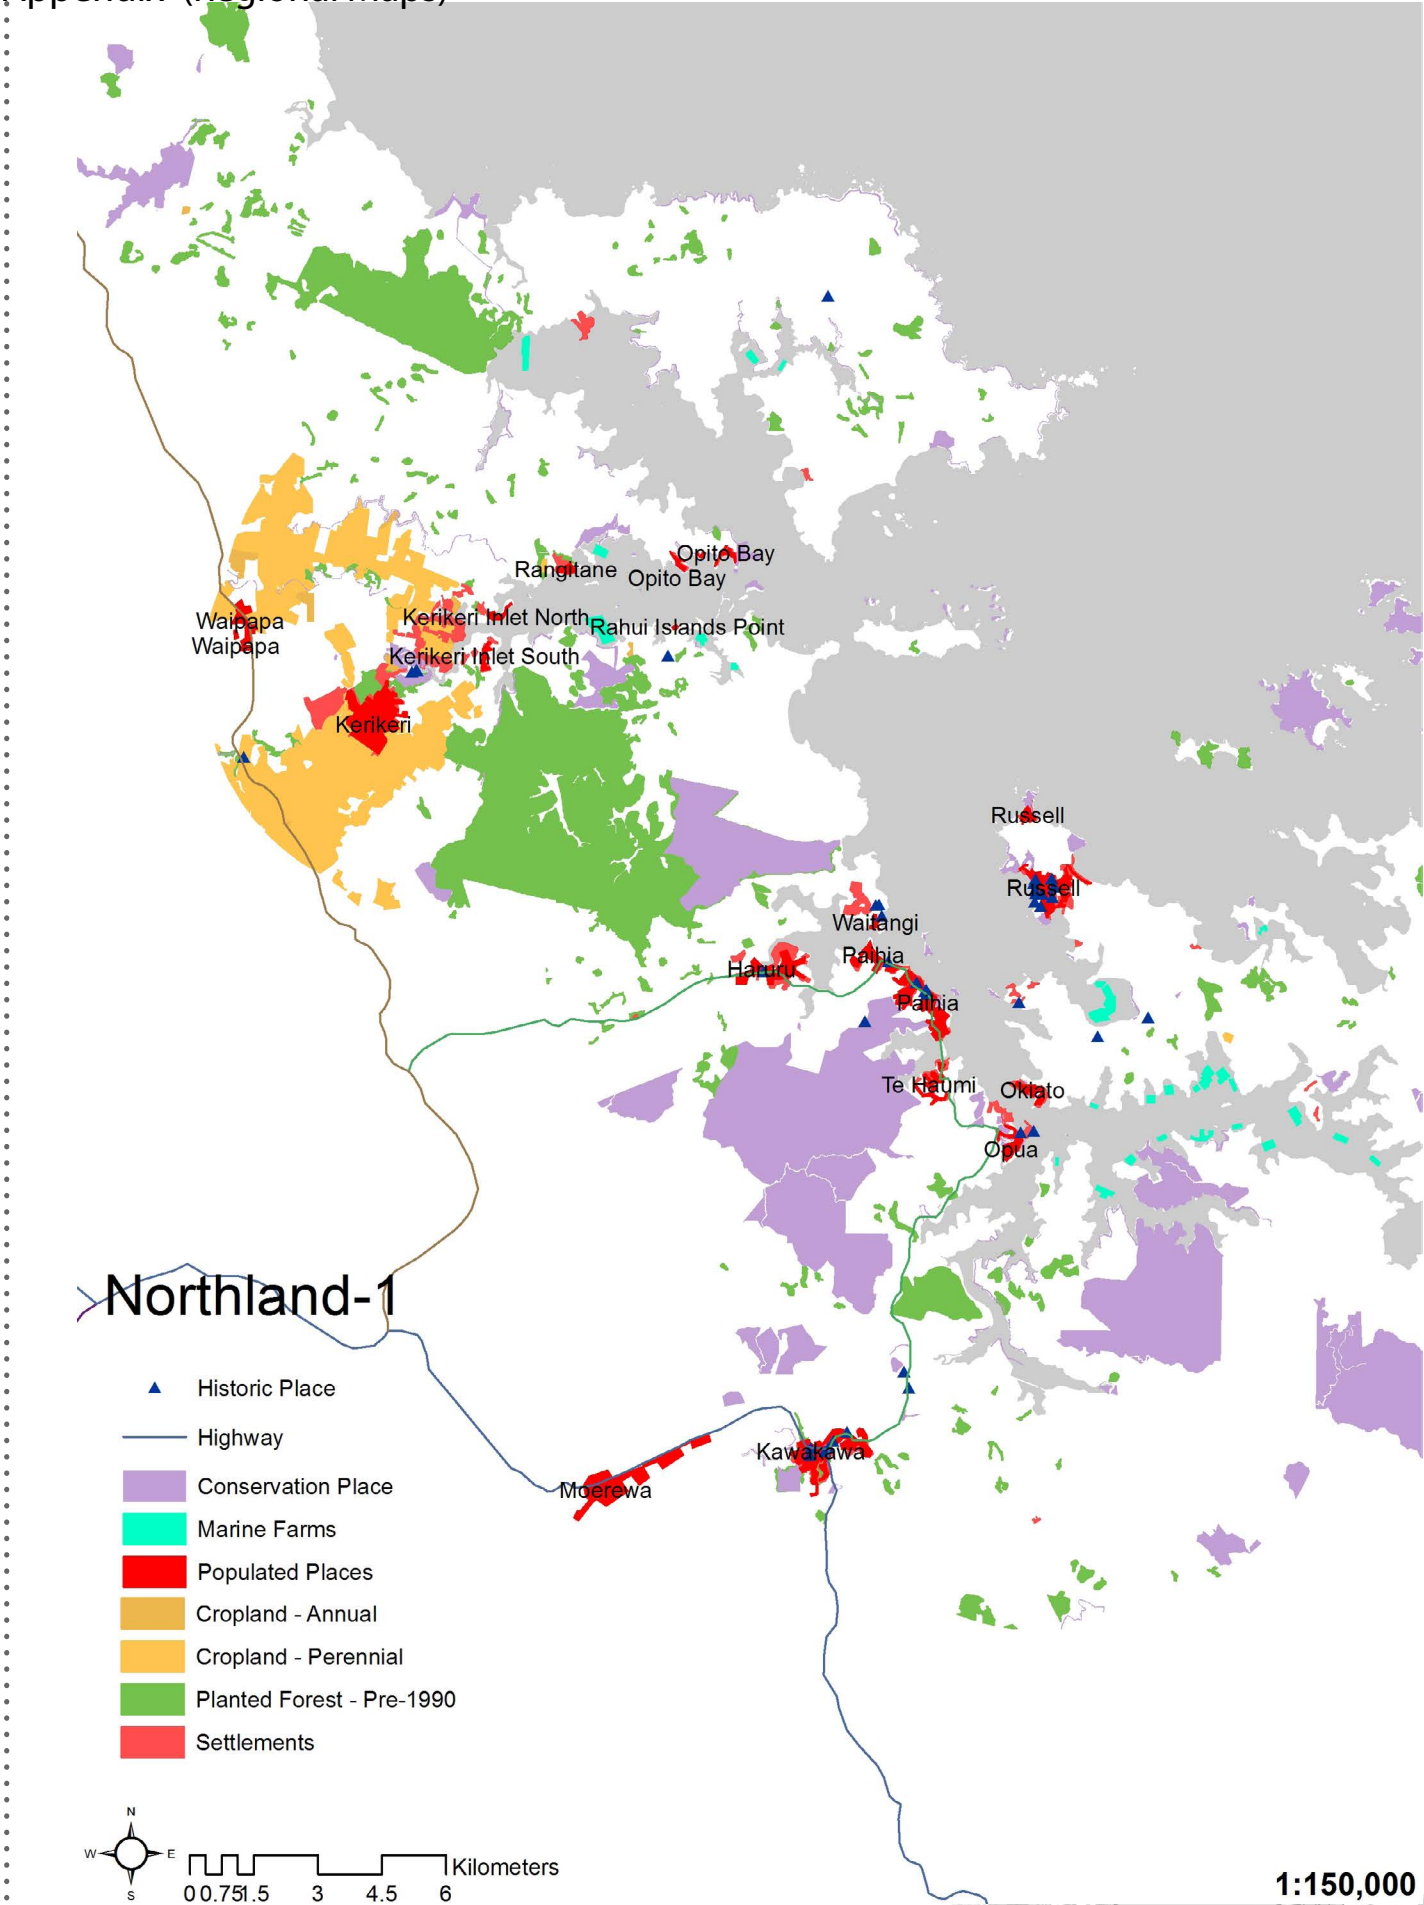 Appendix (Regional maps)
Opito Bay
Rangitane
Opito Bay
Waipapa
Kerikeri Inlet North
Rahui Islands Point
Waipapa
Kerikeri Inlet South
Kerikeri
Russell
Russell
Waitangi
Paihia
Haruru
Paihia
Te Haumi
Okiato
Opua
Northland-1
Historic Place
Highway
Kawakawa
Conservation Place
Moerewa
Marine Farms
Populated Places
Cropland - Annual
Cropland - Perennial
Planted Forest - Pre-1990
Settlements
N
W
E
S
Kilometers
0 0.75 1.5 3 4.5 6
1:150,000